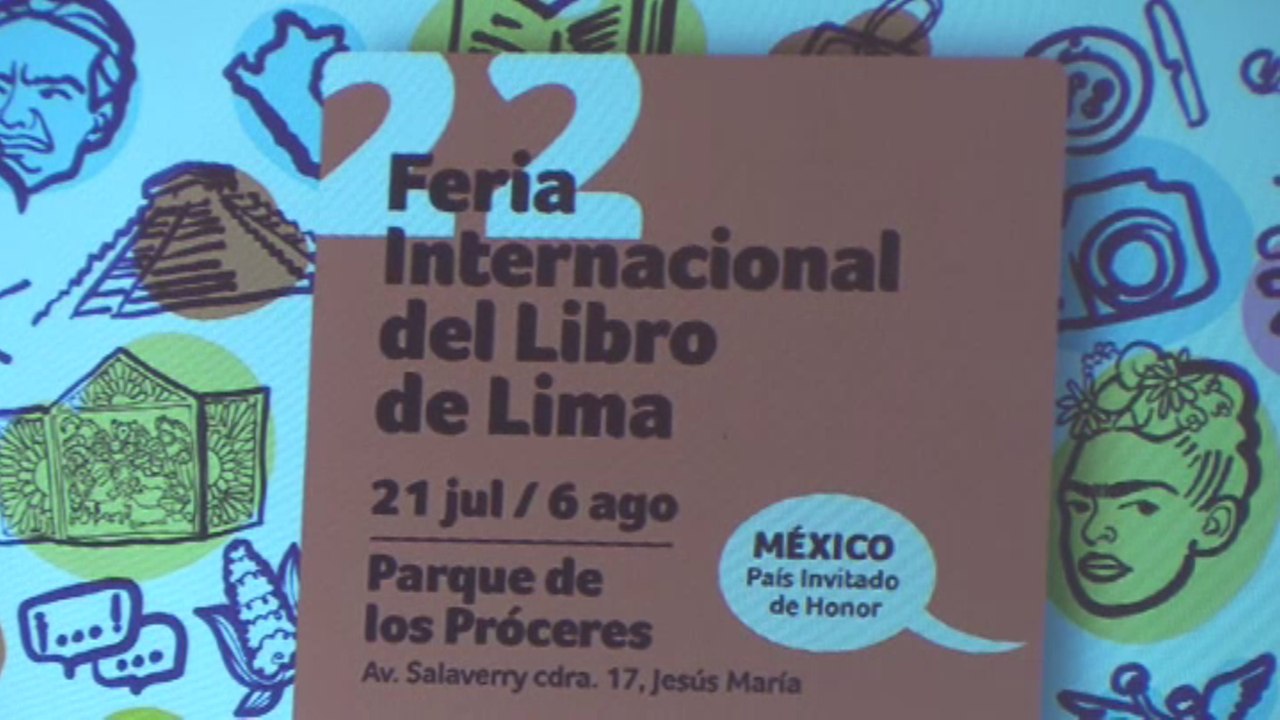 22
Feria
Internacional
del Libro
de Lima
21 jul / 6 ago
Parque de
los Próceres
Av. Salaverry cdra. 17, Jesús María
MÉXICO
País Invitado
de Honor